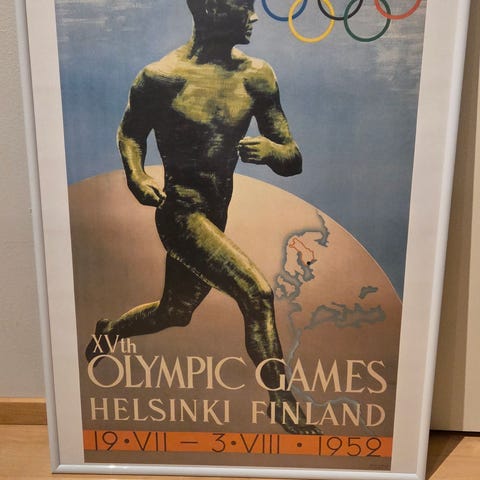 XVth
OLYMPIC GAMES
HELSINKI FINLAND
19·VII – 3·VIII·1952